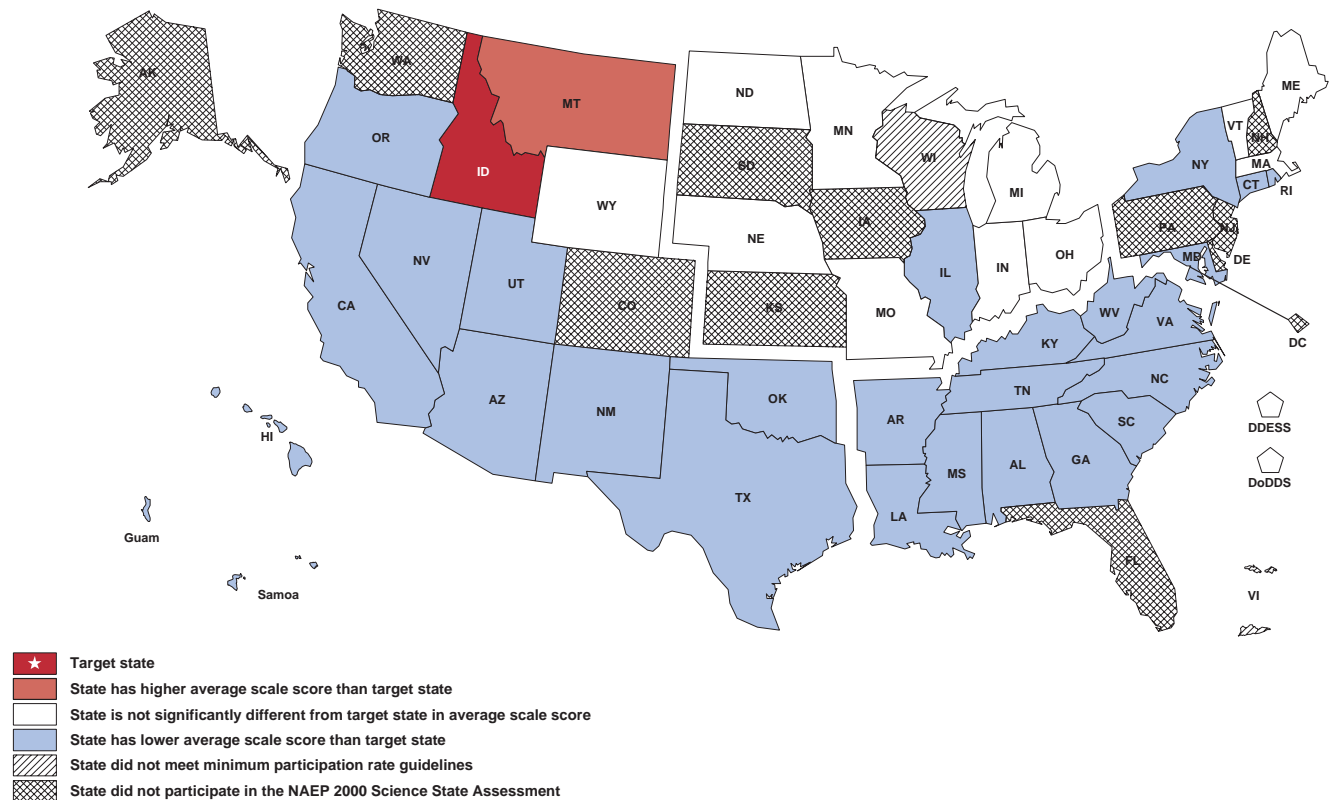 AK
WA
MT
ND
MN
ME
VT
NH
OR
ID
SD
WI
MI
NY
MA
CT
RI
WY
IA
NE
PA
NJ
NV
UT
IL
IN
OH
MD
DE
CA
CO
KS
MO
WV
VA
KY
DC
AZ
NM
OK
AR
TN
NC
SC
DDESS
HI
MS
AL
GA
DoDDS
TX
LA
Guam
FL
Samoa
VI
Target state
State has higher average scale score than target state
State is not significantly different from target state in average scale score
State has lower average scale score than target state
State did not meet minimum participation rate guidelines
State did not participate in the NAEP 2000 Science State Assessment